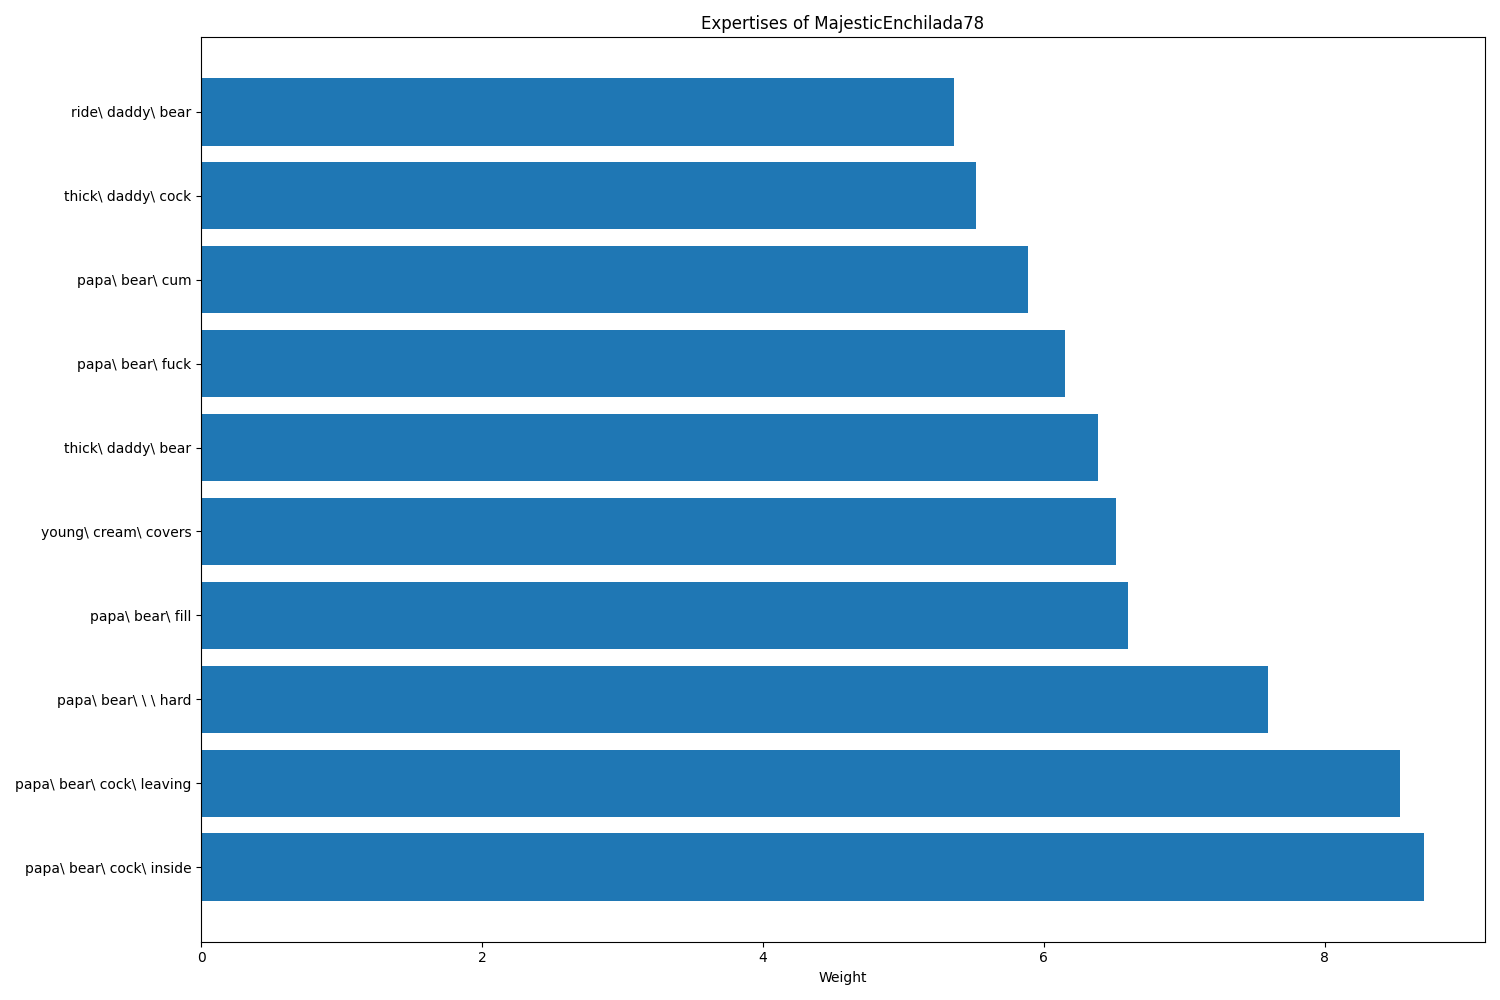 Expertises of MajesticEnchilada78
ride\ daddy\ bear
thick\ daddy\ cock
papa\ bear\ cum
papa\ bear\ fuck
thick\ daddy\ bear
young\ cream\ covers
papa\ bear\ fill
papa\ bear\ \ \ hard
papa\ bear\ cock\ leaving
papa\ bear\ cock\ inside
0 2 4 6 8
Weight